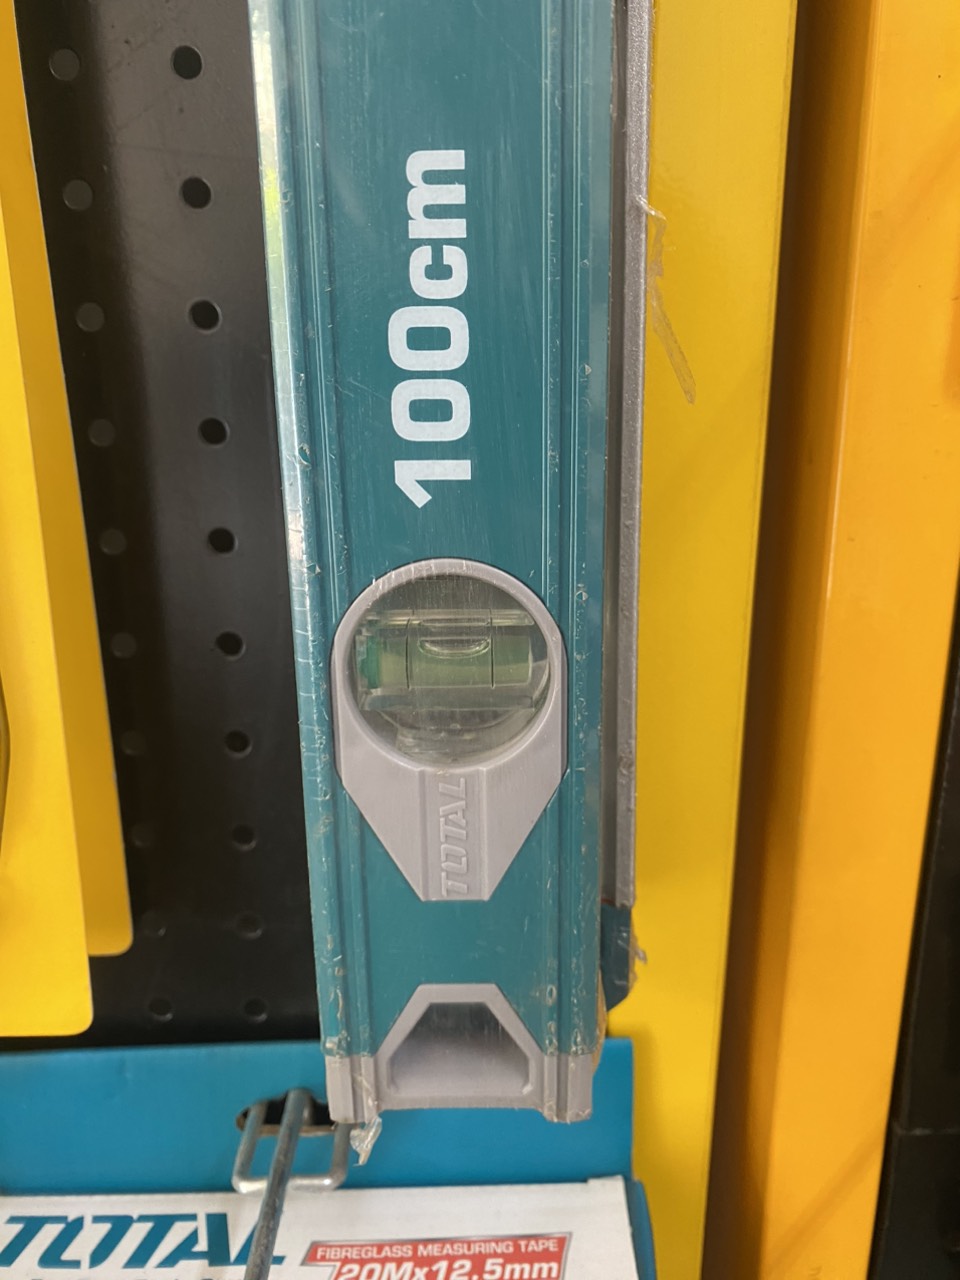 100cm
TOTAL
TOTAL
FIBREGLASS MEASURING TAPE
20Mx12.5mm